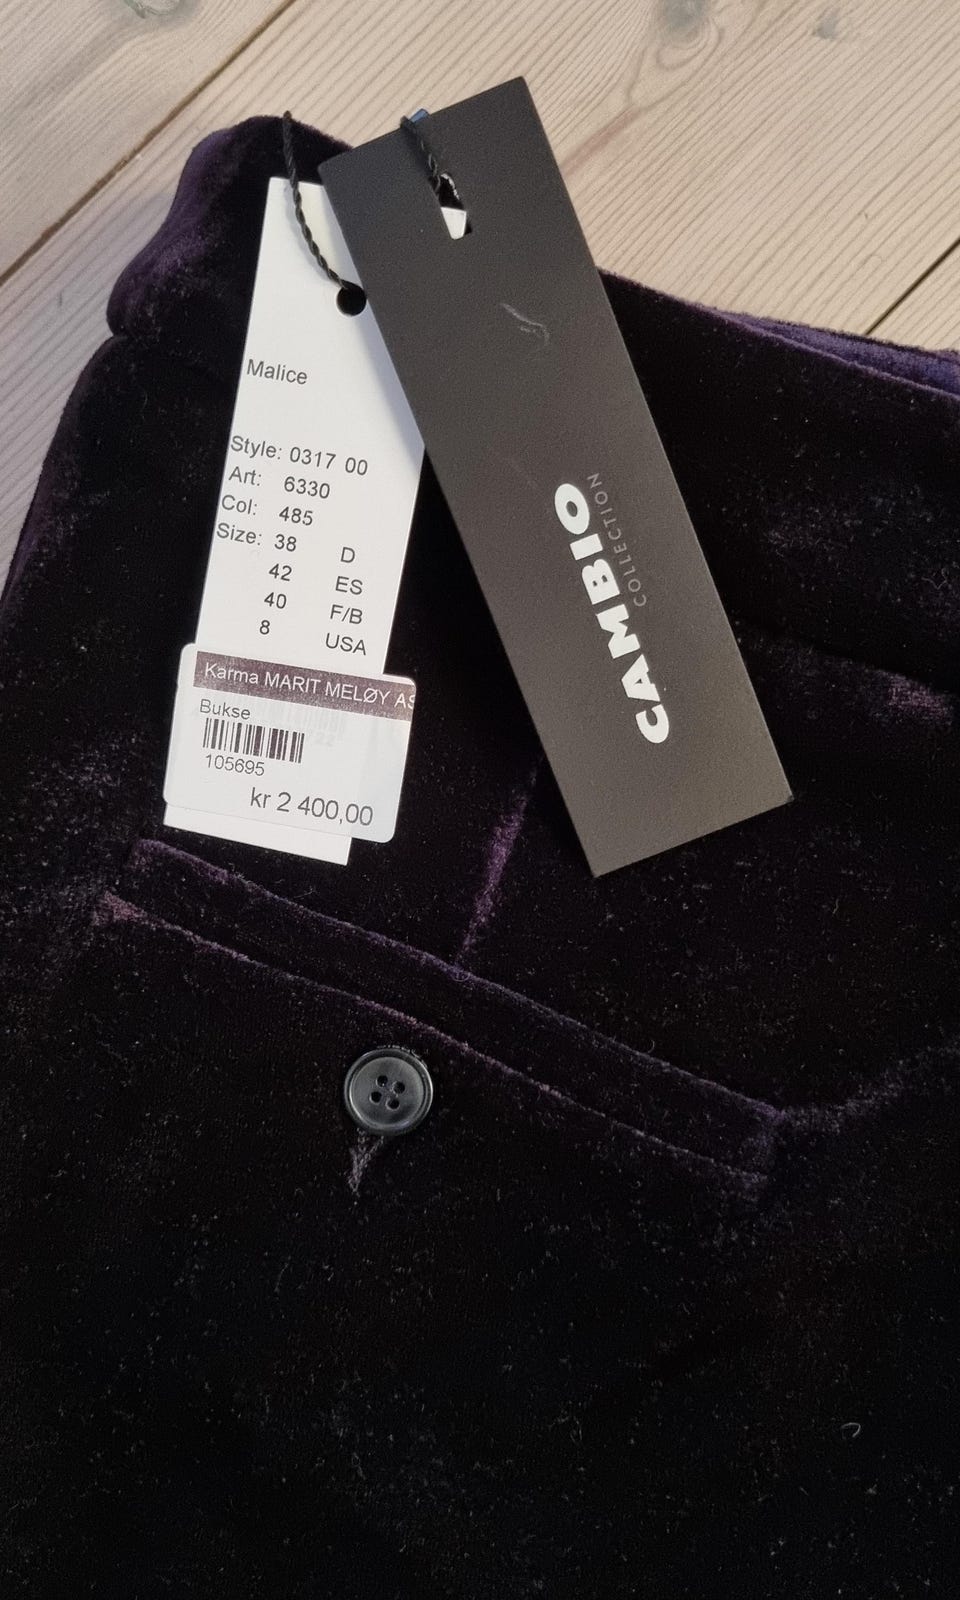 Malice
Style: 0317 00
Art: 6330
Col: 485
Size: 38 D
42 ES
40 F/B
8 USA
Karma MARIT MELØY AS
Bukse
105695
kr 2 400,00
CAMBIO
COLLECTION